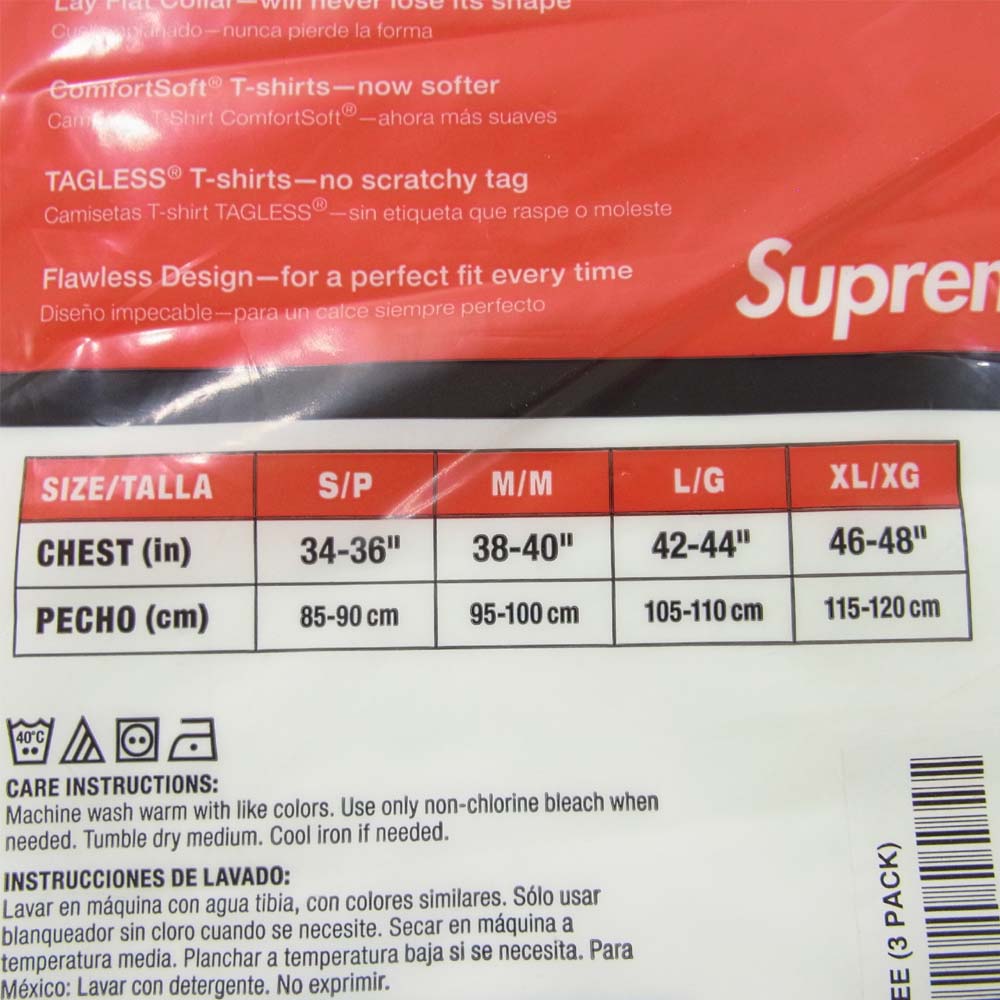 Lay Flat Collar—will never lose its shape
—nunca pierde la forma
ComfortSoft® T-shirts—now softer
T-Shirt ComfortSoft®—ahora más suaves
TAGLESS® T-shirts—no scratchy tag
Camisetas T-shirt TAGLESS®—sin etiqueta que raspe o moleste
Flawless Design—for a perfect fit every time
Diseño impecable—para un calce siempre perfecto
Suprem
SIZE/TALLA S/P M/M L/G XL/XG
CHEST (in) 34-36" 38-40" 42-44" 46-48"
PECHO (cm) 85-90 cm 95-100 cm 105-110 cm 115-120 cm
40°C
CARE INSTRUCTIONS:
Machine wash warm with like colors. Use only non-chlorine bleach when
needed. Tumble dry medium. Cool iron if needed.
INSTRUCCIONES DE LAVADO:
Lavar en máquina con agua tibia, con colores similares. Sólo usar
blanqueador sin cloro cuando se necesite. Secar en máquina a
temperatura media. Planchar a temperatura baja si se necesita. Para
México: Lavar con detergente. No exprimir.
EE (3 PACK)